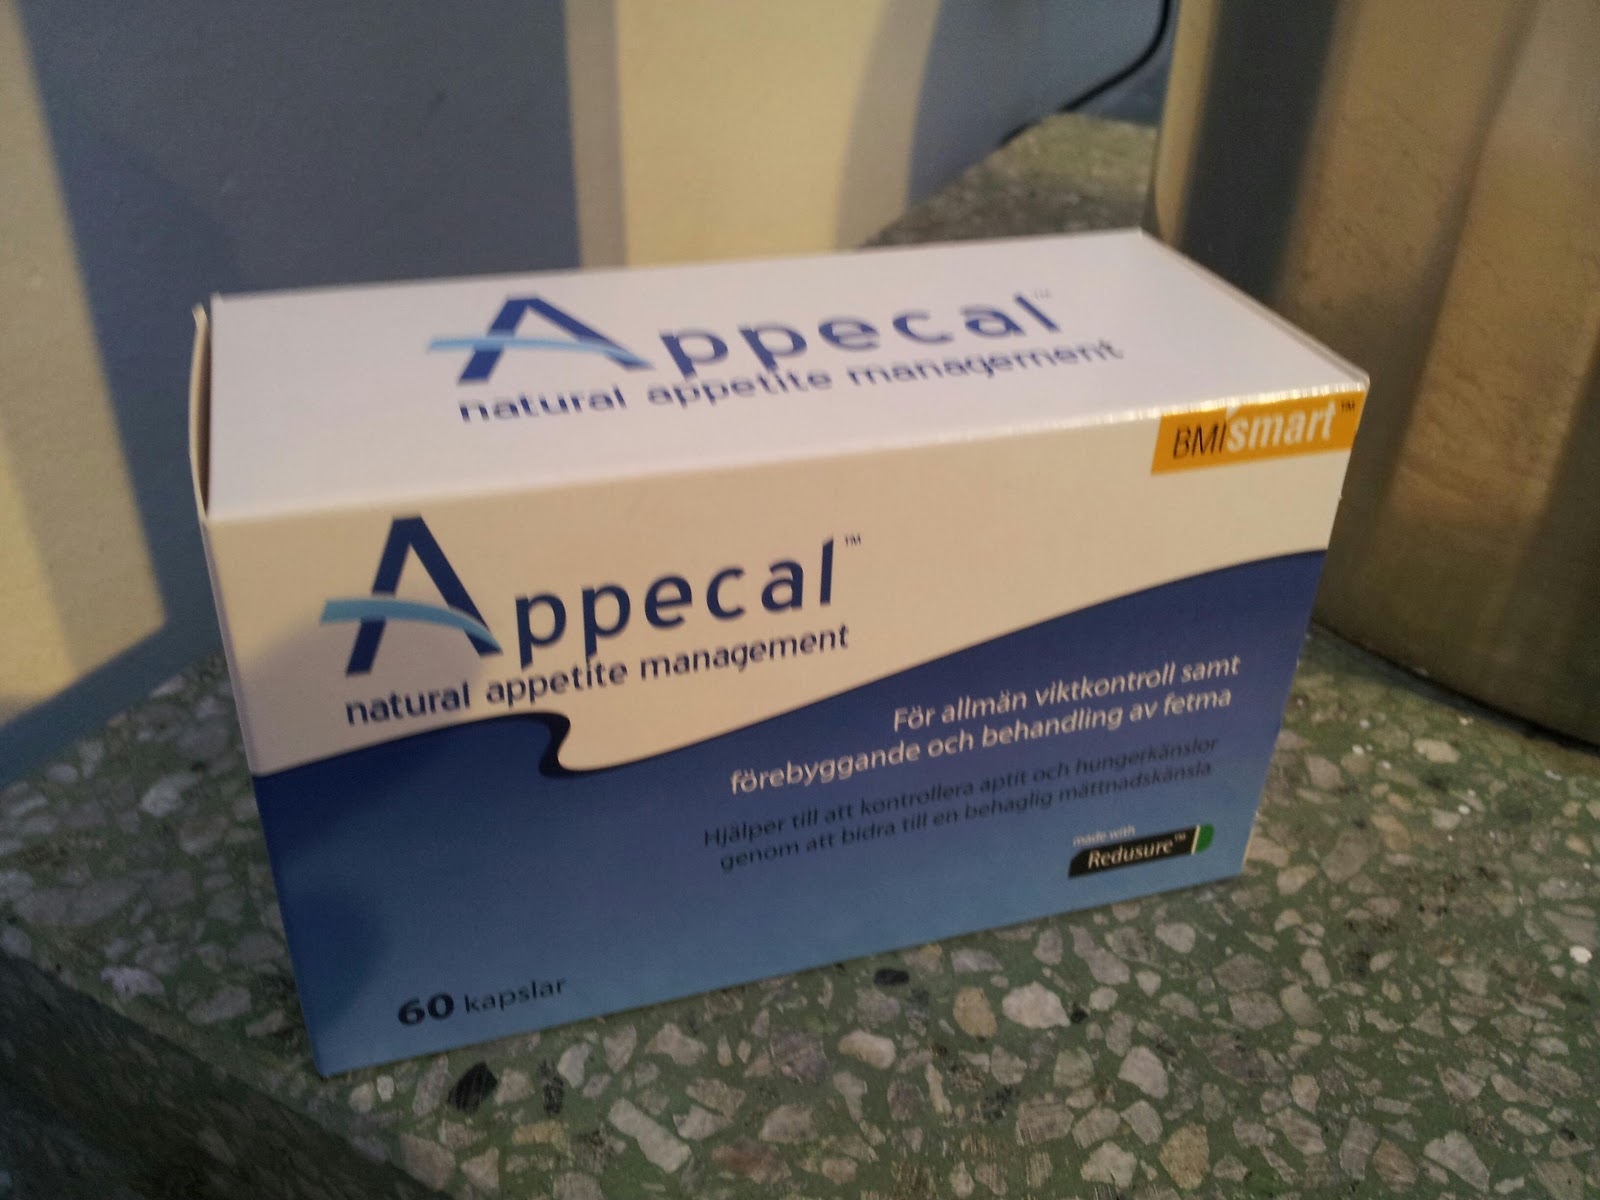 Appecal™
natural appetite management
BMIsmart™
Appecal™
natural appetite management
För allmän viktkontroll samt
förebyggande och behandling av fetma
Hjälper till att kontrollera aptit och hungerkänslor
genom att bidra till en behaglig mättnadskänsla
made with
Redusure™
60 kapslar